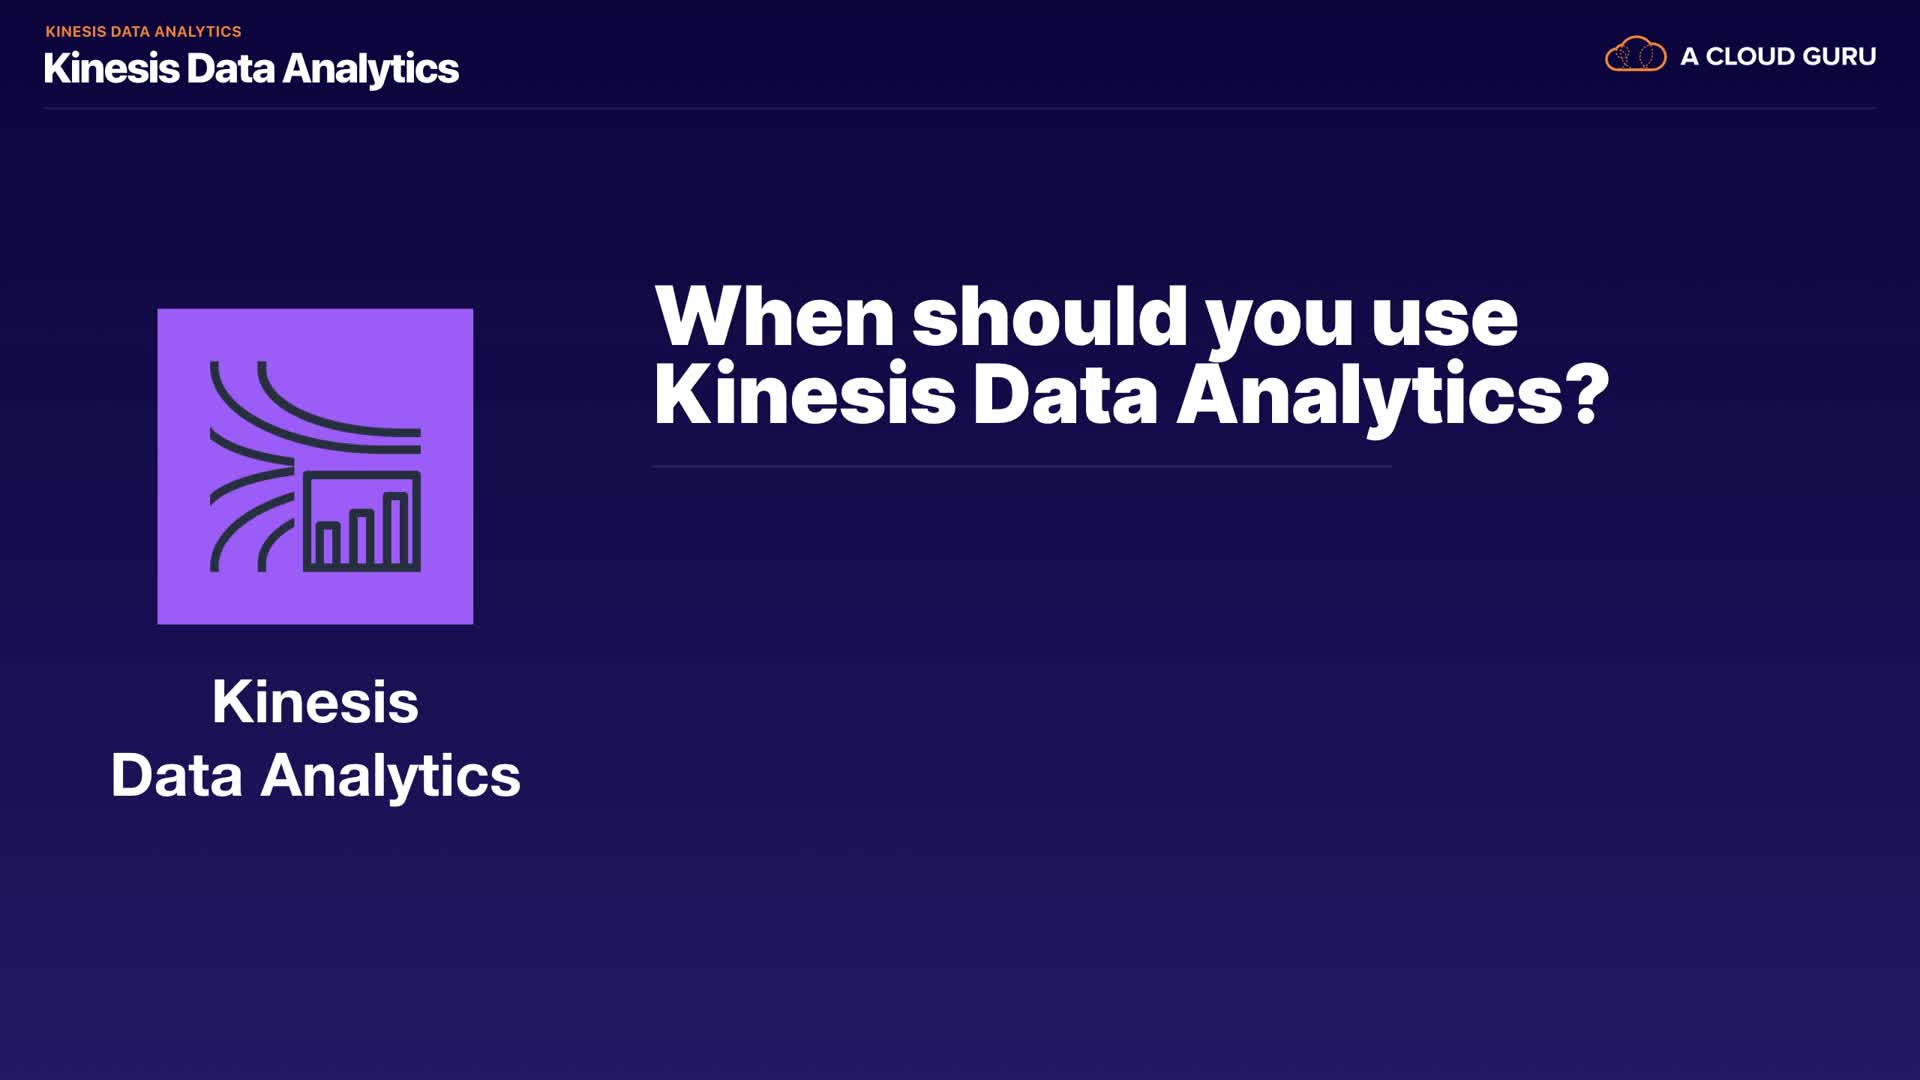 KINESIS DATA ANALYTICS
Kinesis Data Analytics
A CLOUD GURU
When should you use
Kinesis Data Analytics?
Kinesis
Data Analytics